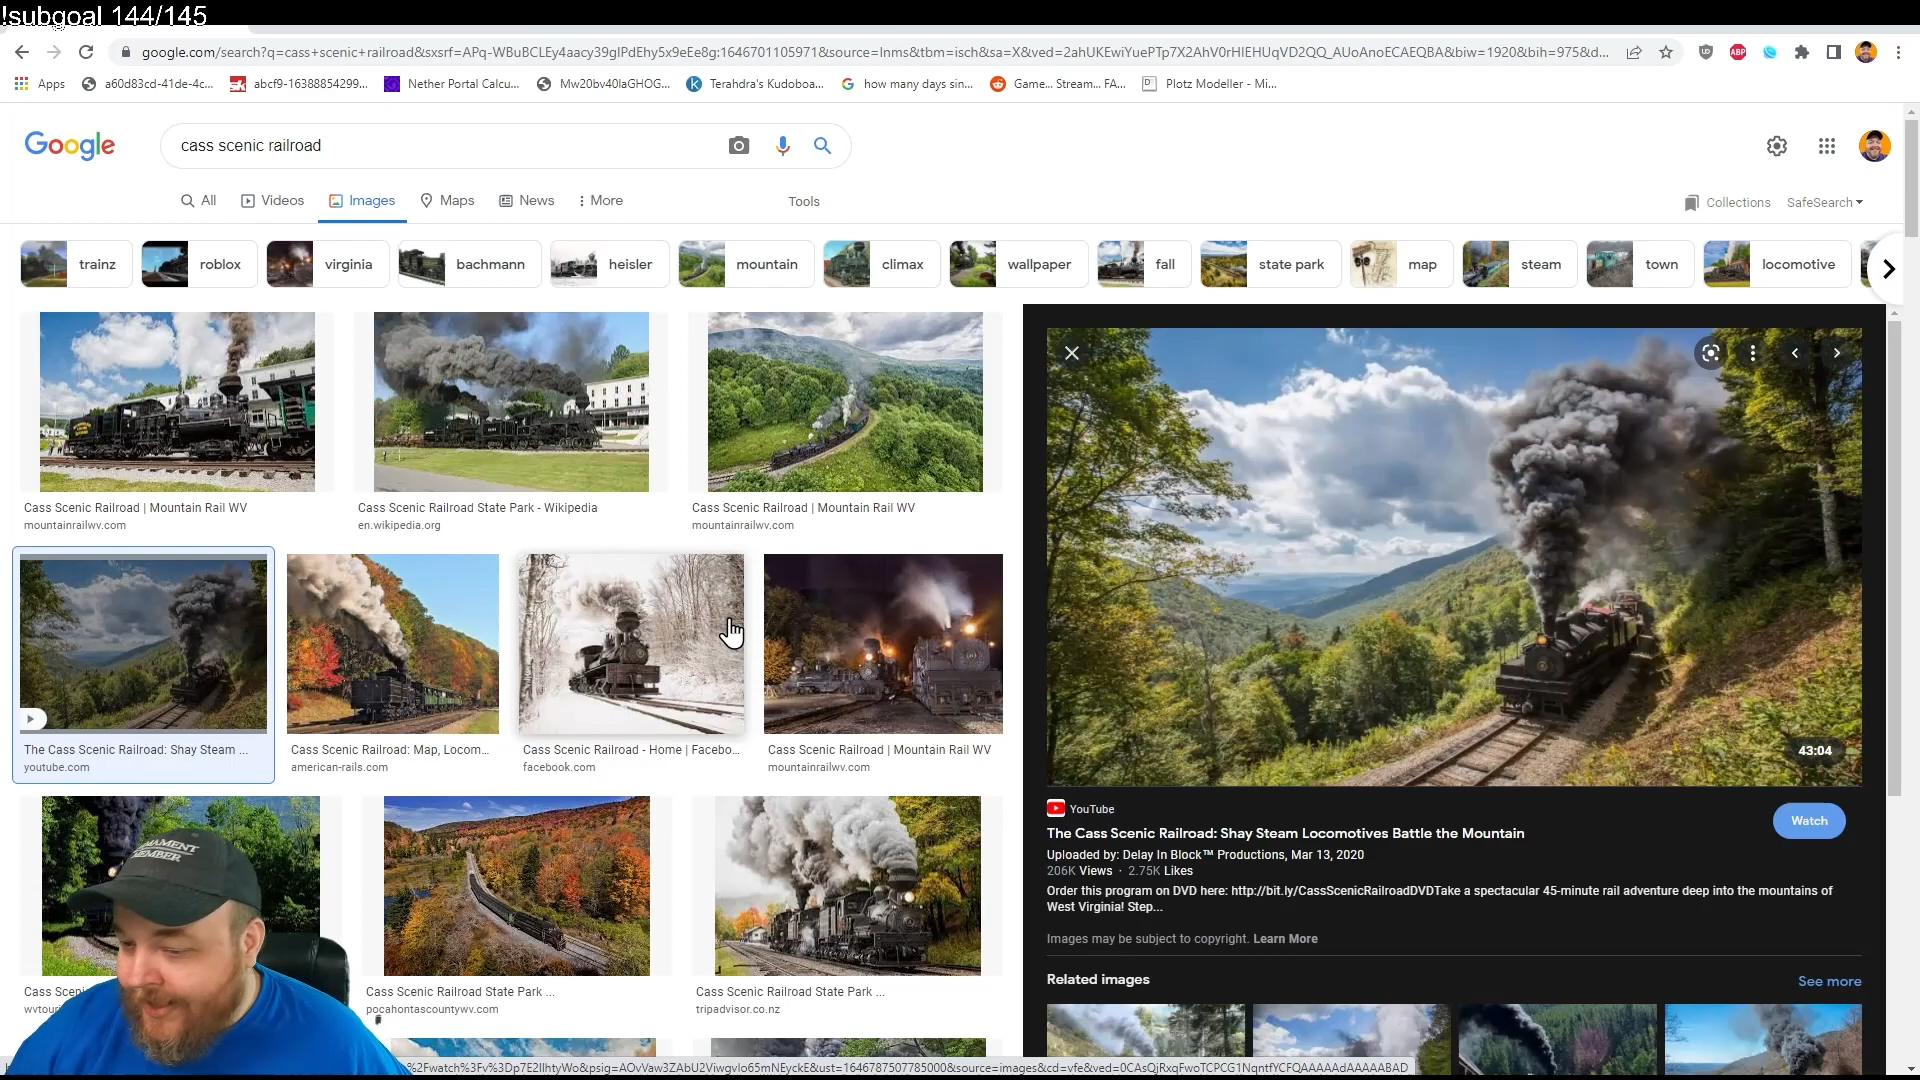 !subgoal 144/145
google.com/search?q=cass+scenic+railroad&sxsrf=APq-WBuBCLEy4aacy39gIPdEhy5x9eEe8g:1646701105971&source=lnms&tbm=isch&sa=X&ved=2ahUKEwiYuePTp7X2AhV0rHIEHUqVD2QQ_AUoAnoECAEQBA&biw=1920&bih=975&d...
Apps a60d83cd-41de-4c... abcf9-16388854299... Nether Portal Calcu... Mw20bv40laGHOG... Terahdra's Kudoboa... how many days sin... Game... Stream... FA... Plotz Modeller - Mi...
Google cass scenic railroad
All Videos Images Maps News More Tools Collections SafeSearch
trainz roblox virginia bachmann heisler mountain climax wallpaper fall state park map steam town locomotive
Cass Scenic Railroad | Mountain Rail WV
mountainrailwv.com
Cass Scenic Railroad State Park - Wikipedia
en.wikipedia.org
Cass Scenic Railroad | Mountain Rail WV
mountainrailwv.com
The Cass Scenic Railroad: Shay Steam ...
youtube.com
Cass Scenic Railroad: Map, Locom...
american-rails.com
Cass Scenic Railroad - Home | Facebo...
facebook.com
Cass Scenic Railroad | Mountain Rail WV
mountainrailwv.com
Cass Sce
wvtour
Cass Scenic Railroad State Park ...
pocahontascountywv.com
Cass Scenic Railroad State Park ...
tripadvisor.co.nz
43:04
YouTube
The Cass Scenic Railroad: Shay Steam Locomotives Battle the Mountain
Watch
Uploaded by: Delay In Block™ Productions, Mar 13, 2020
206K Views · 2.75K Likes
Order this program on DVD here: http://bit.ly/CassScenicRailroadDVDTake a spectacular 45-minute rail adventure deep into the mountains of
West Virginia! Step...
Images may be subject to copyright. Learn More
Related images
See more